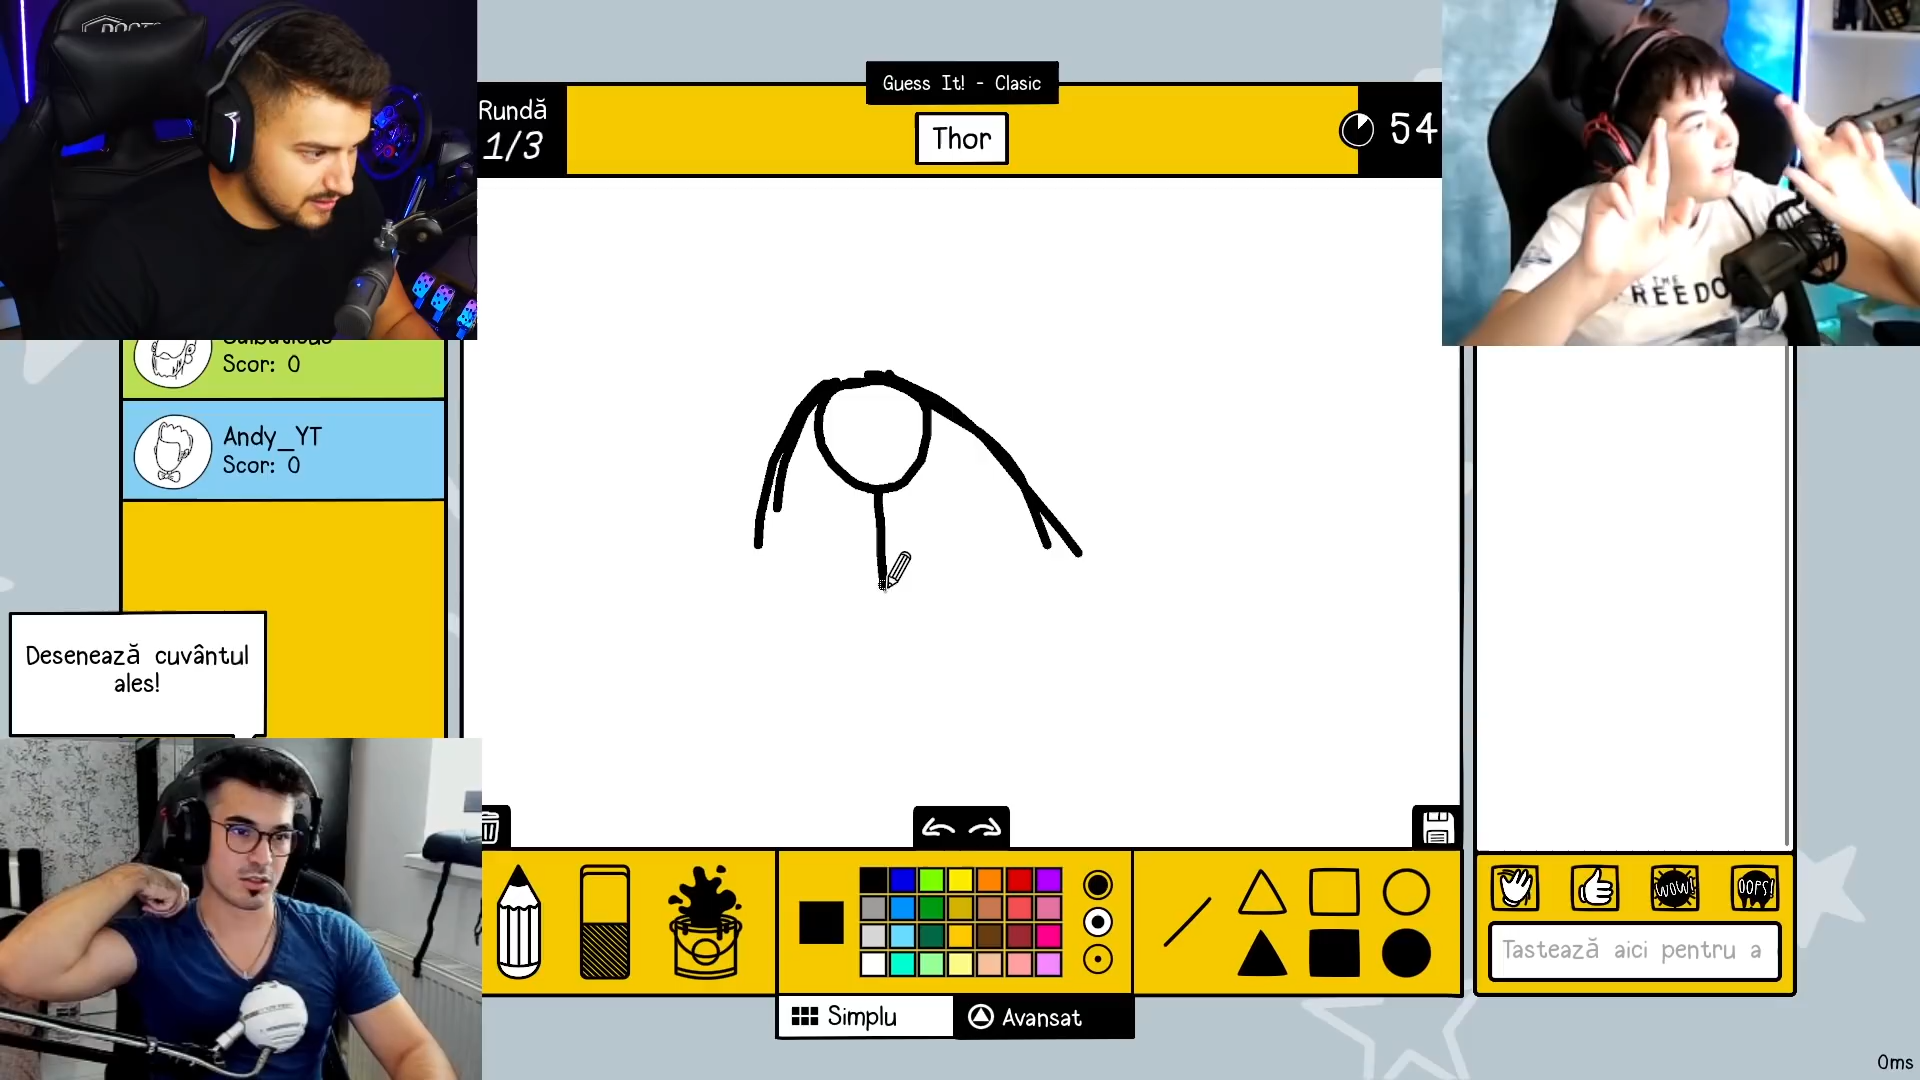 Guess It! - Clasic
Rundă
1/3
Thor
54
FREEDO
Scor: 0
Andy_YT
Scor: 0
Desenează cuvântul
ales!
WOW!
OOPS!
Tastează aici pentru a
Simplu
Avansat
0ms